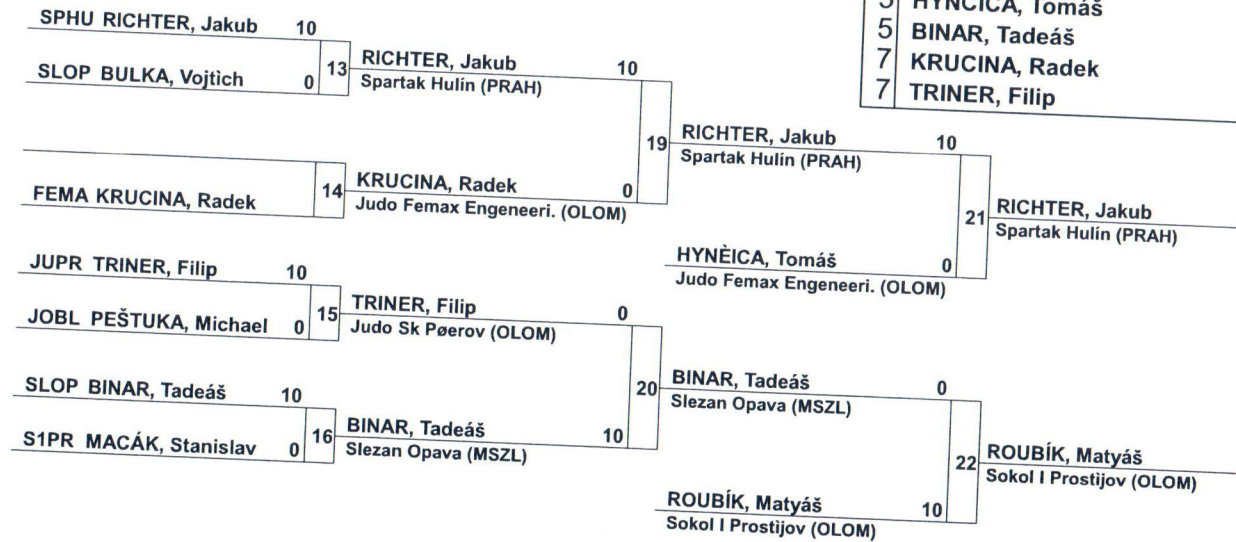 5 HYNČICA, Tomáš
5 BINAR, Tadeáš
7 KRUCINA, Radek
7 TRINER, Filip
SPHU RICHTER, Jakub 10
SLOP BULKA, Vojtich 0
13
RICHTER, Jakub 10
Spartak Hulín (PRAH)
FEMA KRUCINA, Radek
14
KRUCINA, Radek 0
Judo Femax Engeneeri. (OLOM)
19
RICHTER, Jakub 10
Spartak Hulín (PRAH)
HYNÈICA, Tomáš 0
Judo Femax Engeneeri. (OLOM)
21
RICHTER, Jakub
Spartak Hulín (PRAH)
JUPR TRINER, Filip 10
JOBL PEŠTUKA, Michael 0
15
TRINER, Filip 0
Judo Sk Pøerov (OLOM)
SLOP BINAR, Tadeáš 10
S1PR MACÁK, Stanislav 0
16
BINAR, Tadeáš 10
Slezan Opava (MSZL)
20
BINAR, Tadeáš 0
Slezan Opava (MSZL)
ROUBÍK, Matyáš 10
Sokol I Prostijov (OLOM)
22
ROUBÍK, Matyáš
Sokol I Prostijov (OLOM)